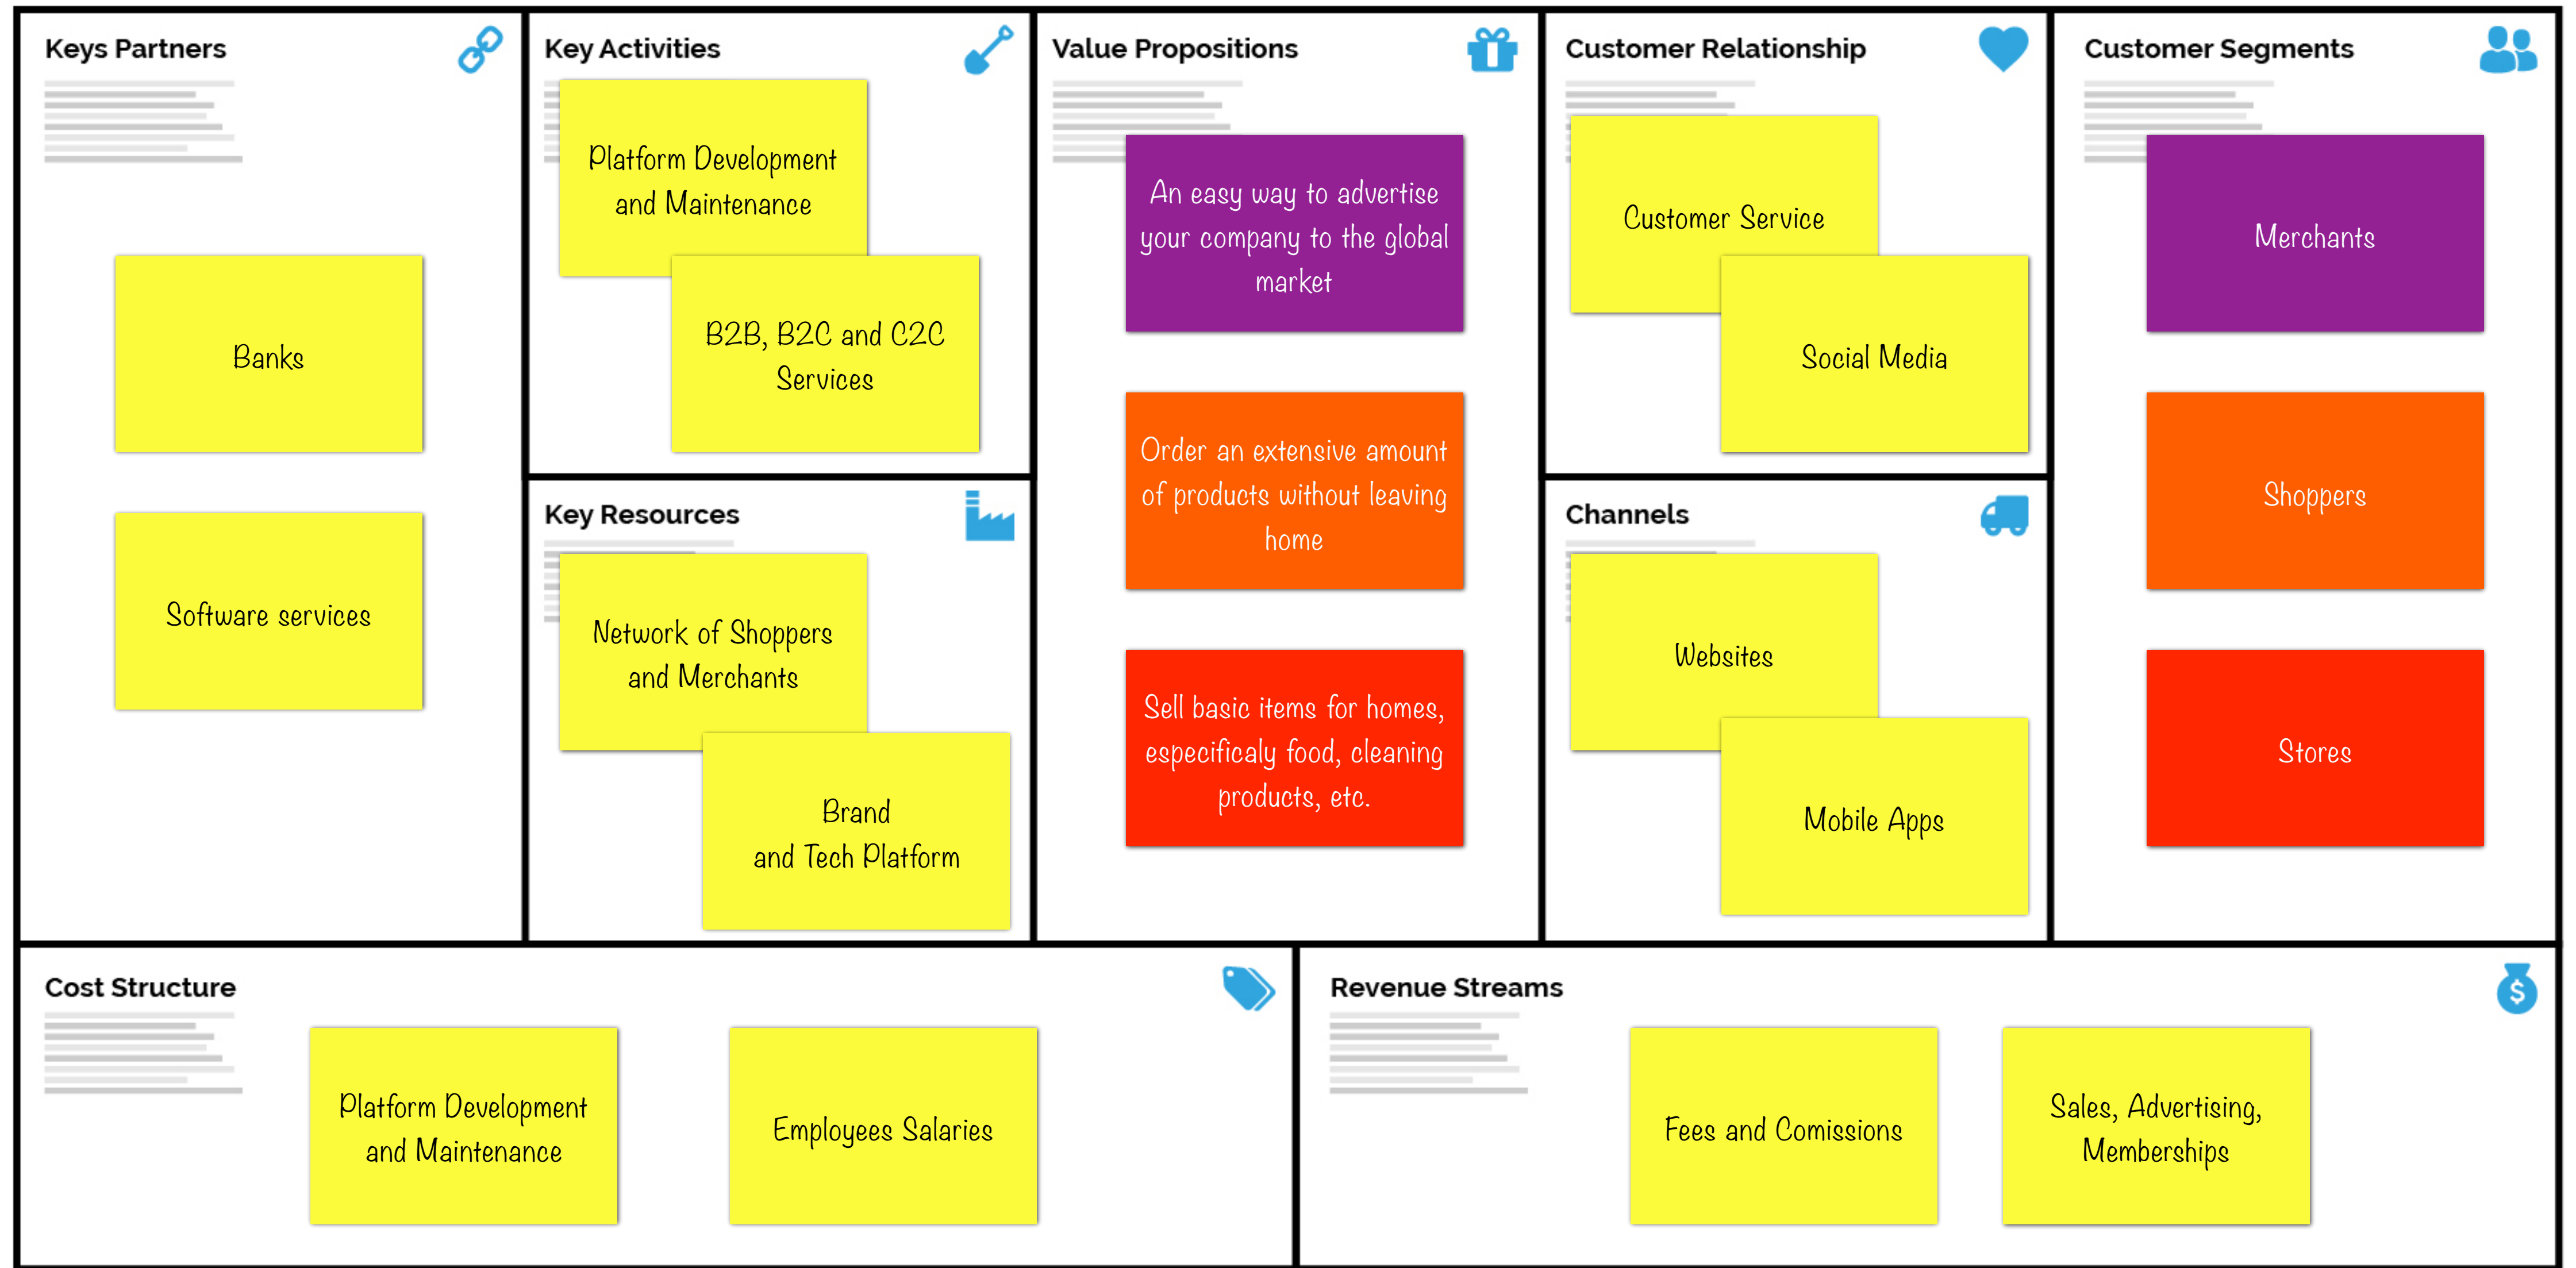 Keys Partners
Banks
Software services
Key Activities
Platform Development
and Maintenance
B2B, B2C and C2C
Services
Key Resources
Network of Shoppers
and Merchants
Brand
and Tech Platform
Value Propositions
An easy way to advertise
your company to the global
market
Order an extensive amount
of products without leaving
home
Sell basic items for homes,
especificaly food, cleaning
products, etc.
Customer Relationship
Customer Service
Social Media
Channels
Websites
Mobile Apps
Customer Segments
Merchants
Shoppers
Stores
Cost Structure
Platform Development
and Maintenance
Employees Salaries
Revenue Streams
$
Fees and Comissions
Sales, Advertising,
Memberships